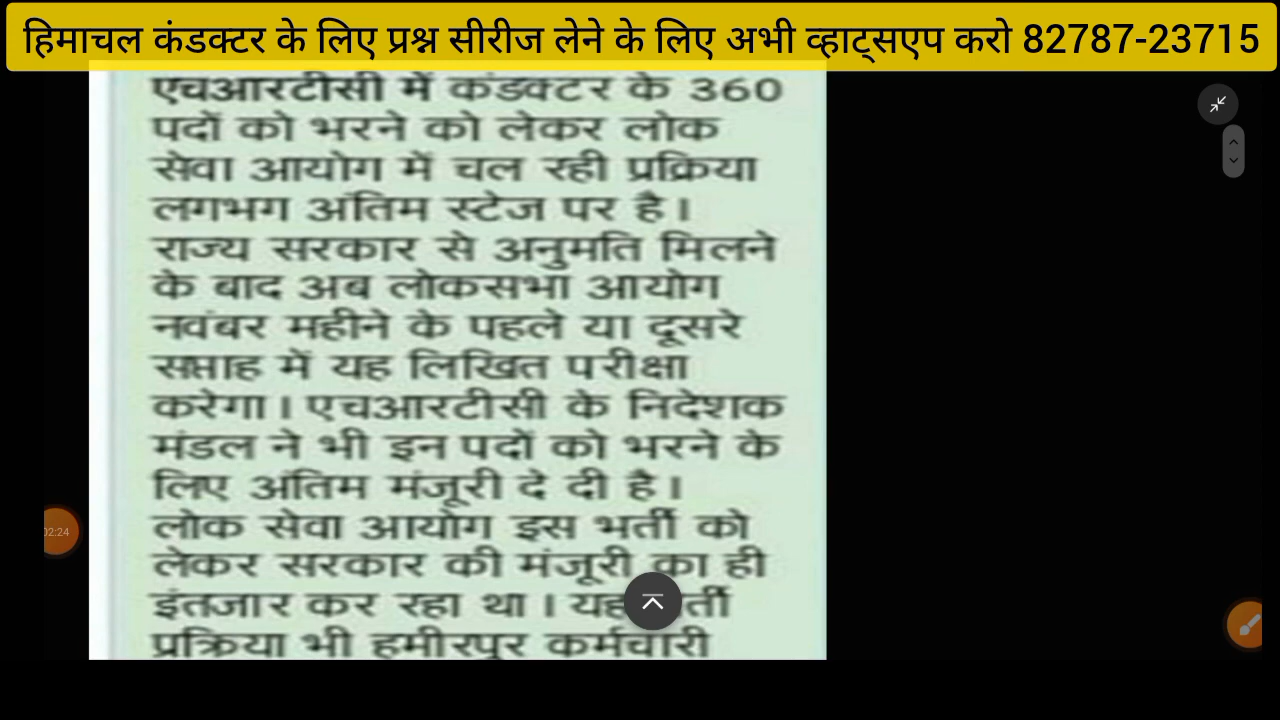 हिमाचल कंडक्टर के लिए प्रश्न सीरीज लेने के लिए अभी व्हाट्सएप करो 82787-23715
एचआरटीसी में कंडक्टर के 360
पदों को भरने को लेकर लोक
सेवा आयोग में चल रही प्रक्रिया
लगभग अंतिम स्टेज पर है।
राज्य सरकार से अनुमति मिलने
के बाद अब लोकसभा आयोग
नवंबर महीने के पहले या दूसरे
सप्ताह में यह लिखित परीक्षा
करेगा। एचआरटीसी के निदेशक
मंडल ने भी इन पदों को भरने के
लिए अंतिम मंजूरी दे दी है।
लोक सेवा आयोग इस भर्ती को
लेकर सरकार की मंजूरी का ही
इंतजार कर रहा था। यह
प्रक्रिया भी हमीरपुर कर्मचारी
02:24